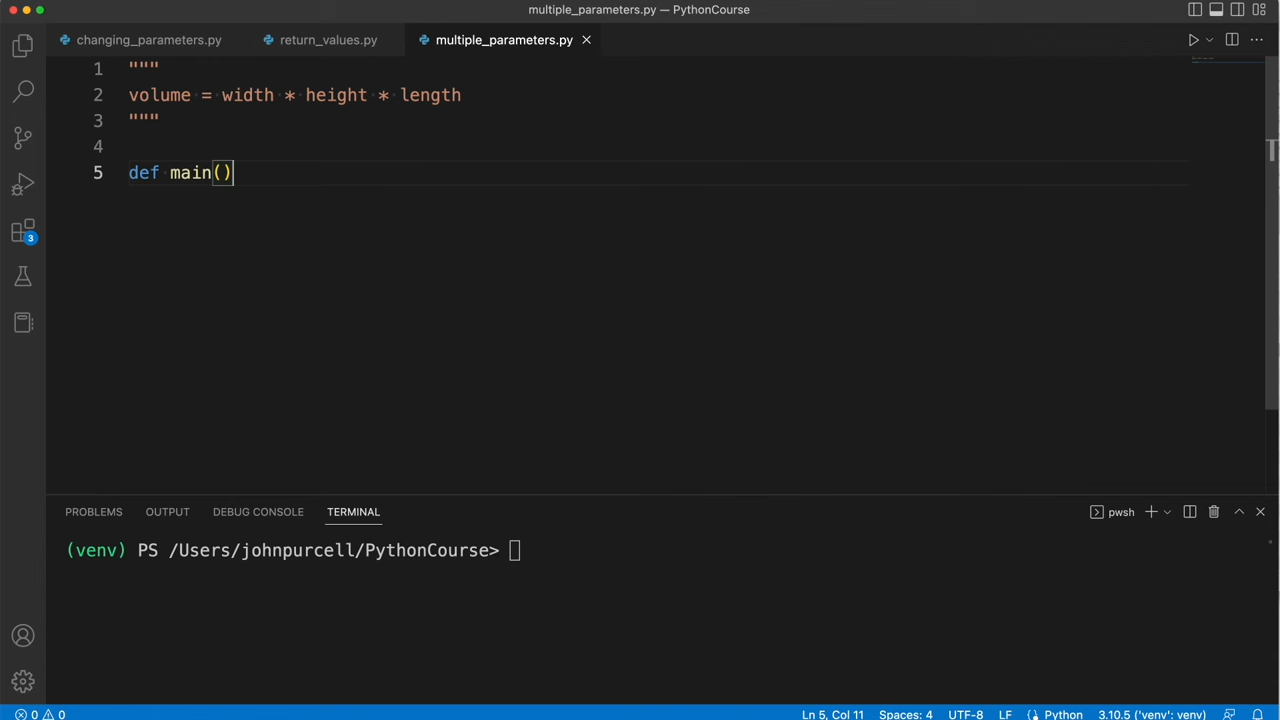 multiple_parameters.py — PythonCourse
changing_parameters.py return_values.py multiple_parameters.py
1 """
2 volume = width * height * length
3 """
4
5 def main()
3
PROBLEMS OUTPUT DEBUG CONSOLE TERMINAL pwsh
(venv) PS /Users/johnpurcell/PythonCourse>
0 0 Ln 5, Col 11 Spaces: 4 UTF-8 LF Python 3.10.5 ('venv': venv)